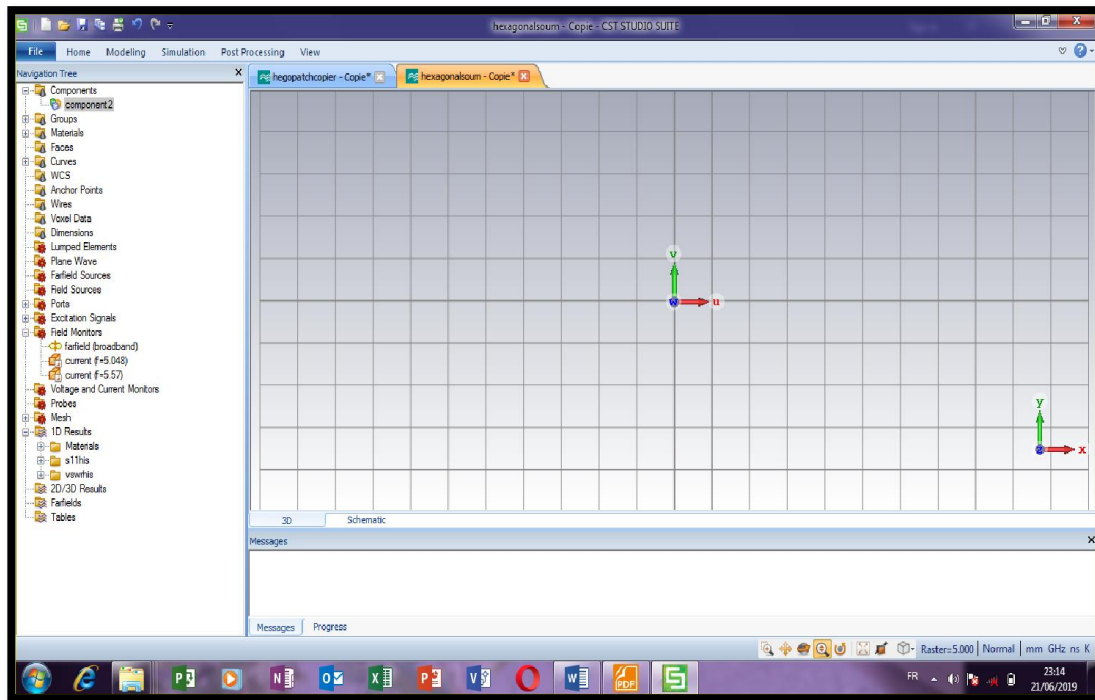 hexagonalsoum - Copie - CST STUDIO SUITE
File Home Modeling Simulation Post Processing View
Navigation Tree
hegopatchcopier - Copie* hexagonalsoum - Copie*
Components
component2
Groups
Materials
Faces
Curves
WCS
Anchor Points
Wires
Voxel Data
Dimensions
Lumped Elements
Plane Wave
Farfield Sources
Field Sources
Ports
Excitation Signals
Field Monitors
farfield (broadband)
current (f=5.048)
current (f=5.57)
Voltage and Current Monitors
Probes
Mesh
1D Results
Materials
s11his
vswrhis
2D/3D Results
Farfields
Tables
v
w u
y
z x
3D Schematic
Messages
Messages Progress
Raster=5.000 Normal mm GHz ns K
FR 23:14
21/06/2019